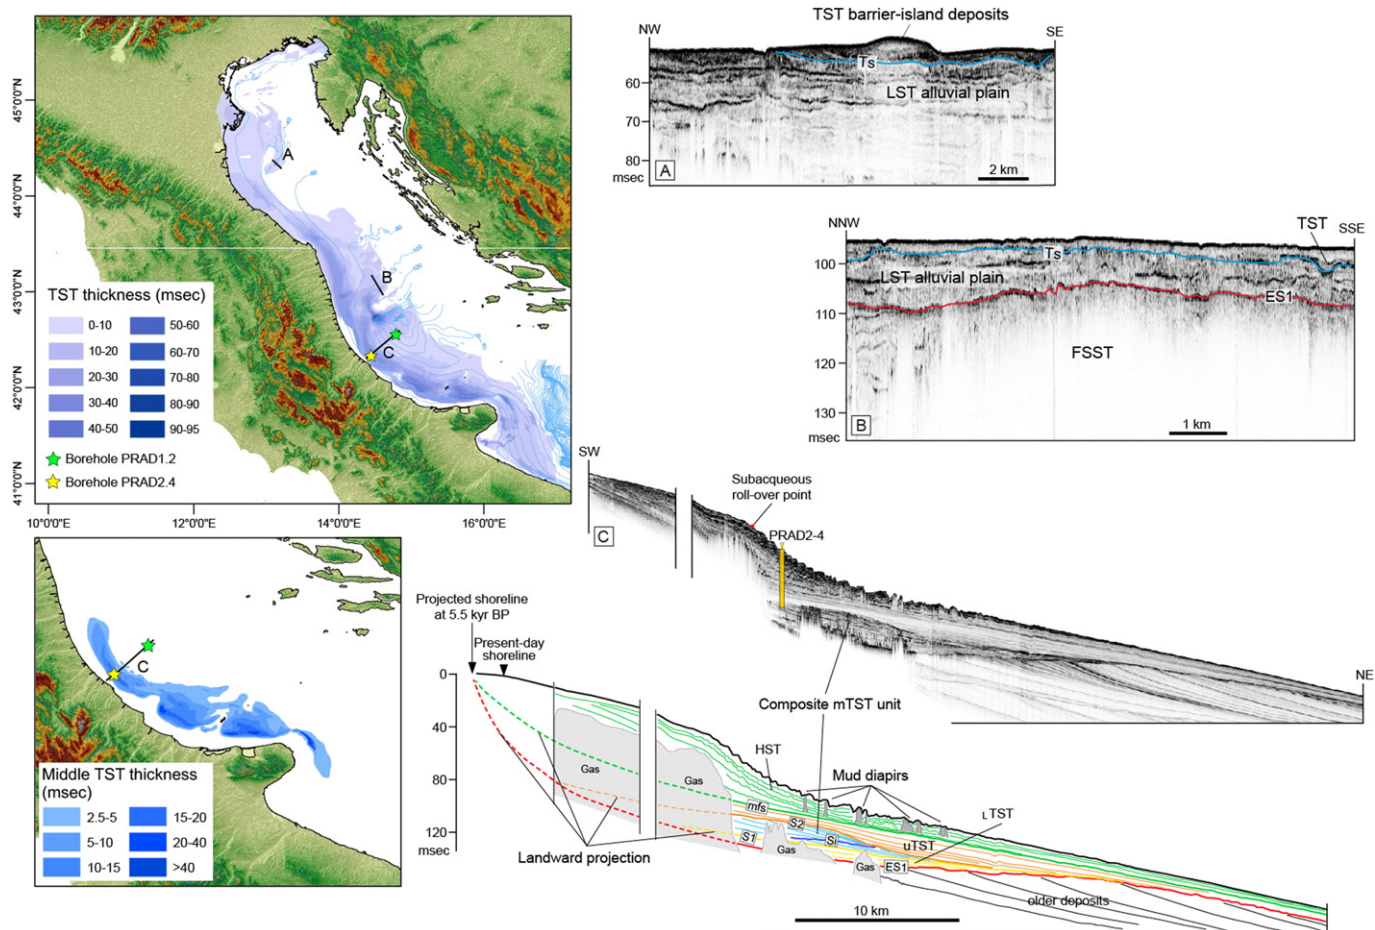 45°0'0"N
44°0'0"N
43°0'0"N
42°0'0"N
41°0'0"N
A
B
C
TST thickness (msec)
0-10
50-60
10-20
60-70
20-30
70-80
30-40
80-90
40-50
90-95
Borehole PRAD1.2
Borehole PRAD2.4
10°00'0"
12°00'0"E
14°00'0"E
16°00'0"E
TST barrier-island deposits
NW
SE
Ts
LST alluvial plain
60
70
80
msec
A
2 km
NNW
TST
SSE
Ts
100
LST alluvial plain
ES1
110
FSST
120
130
msec
B
1 km
SW
Subacqueous
roll-over point
C
PRAD2-4
NE
C
Middle TST thickness
(msec)
2.5-5
15-20
5-10
20-40
10-15
>40
Projected shoreline
at 5.5 kyr BP
Present-day
shoreline
0
40
80
120
msec
Composite mTST unit
HST
Gas
Gas
Mud diapirs
mfs
S2
LTST
S1
Si
uTST
Gas
Landward projection
Gas
ES1
older deposits
10 km